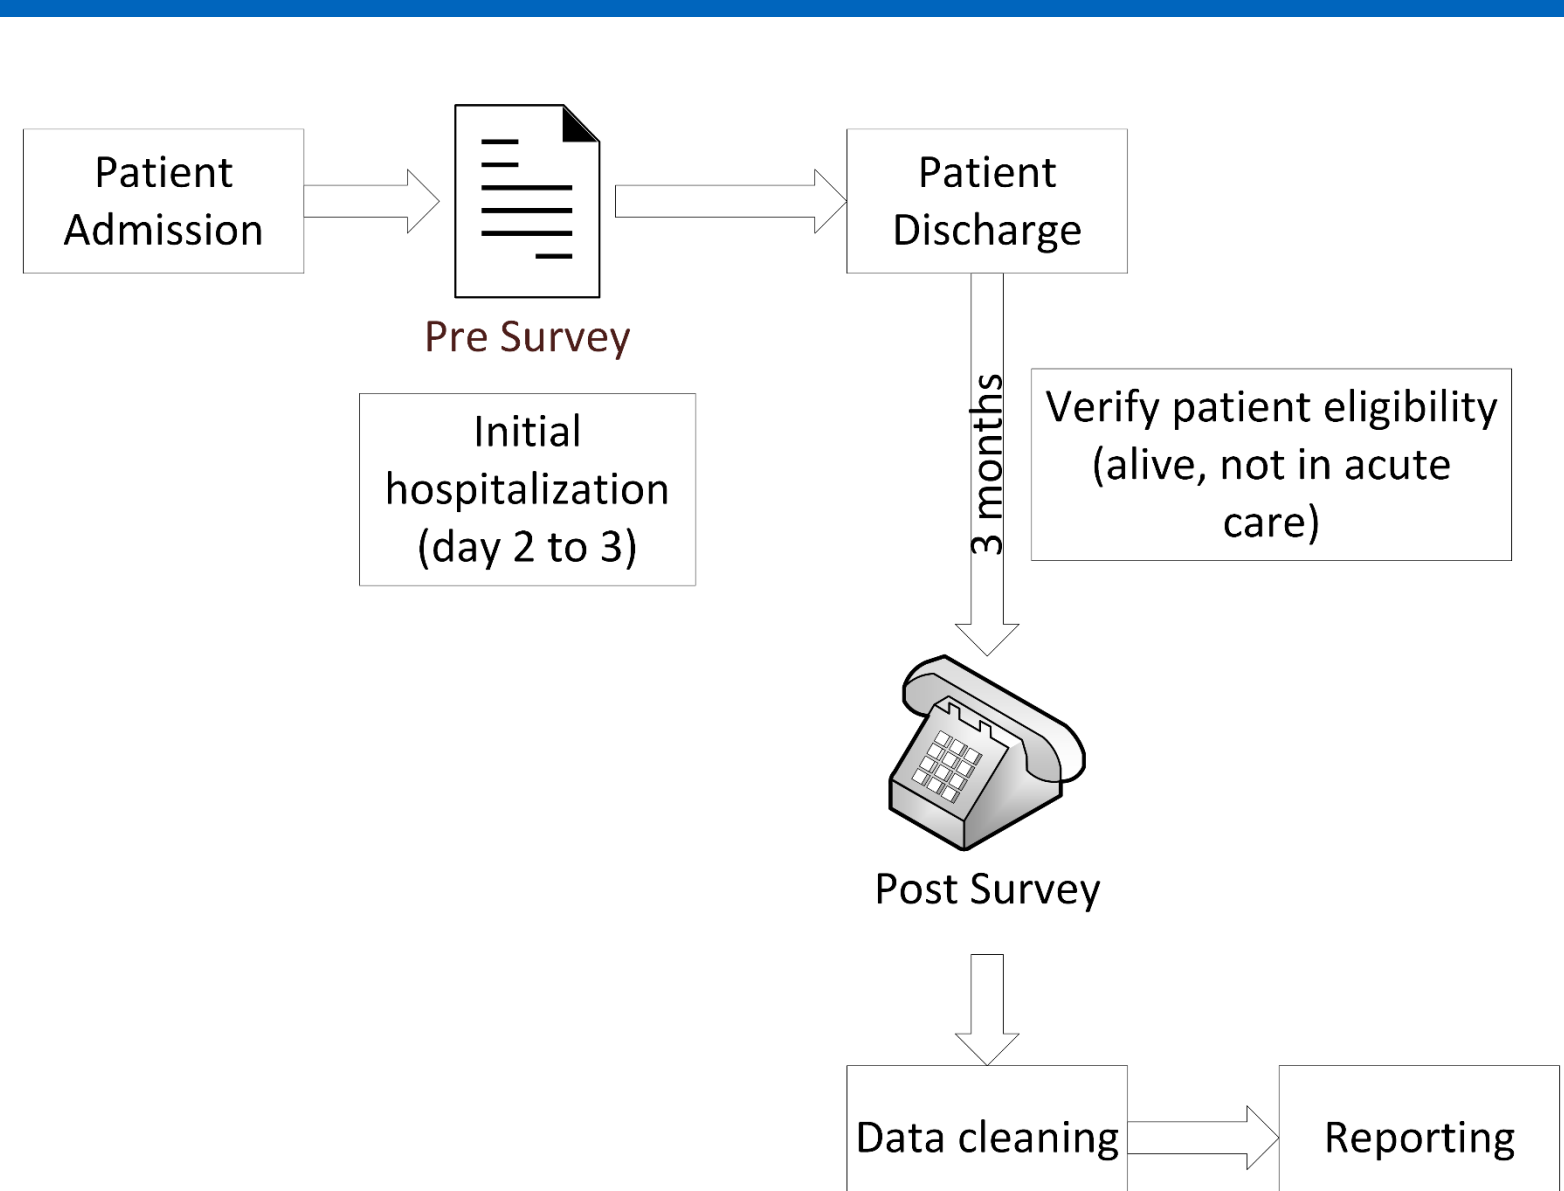 Patient
Admission
Pre Survey
Initial
hospitalization
(day 2 to 3)
Patient
Discharge
3 months
Verify patient eligibility
(alive, not in acute
care)
Post Survey
Data cleaning
Reporting